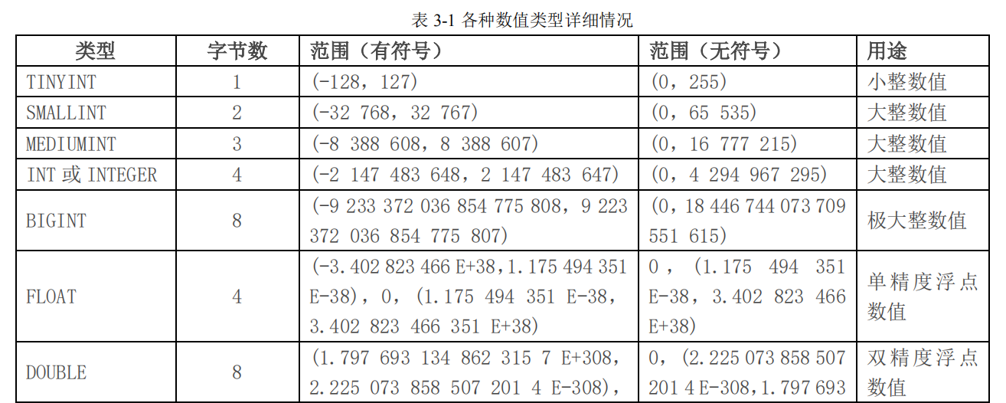 表 3-1 各种数值类型详细情况
类型 字节数 范围（有符号） 范围（无符号） 用途
TINYINT 1 (-128，127) (0，255) 小整数值
SMALLINT 2 (-32 768，32 767) (0，65 535) 大整数值
MEDIUMINT 3 (-8 388 608，8 388 607) (0，16 777 215) 大整数值
INT 或 INTEGER 4 (-2 147 483 648，2 147 483 647) (0，4 294 967 295) 大整数值
BIGINT 8 (-9 233 372 036 854 775 808，9 223
372 036 854 775 807)
(0，18 446 744 073 709
551 615)
极大整数值
FLOAT 4 (-3.402 823 466 E+38,1.175 494 351
E-38)，0，(1.175 494 351 E-38，
3.402 823 466 351 E+38)
0，(1.175 494 351
E-38，3.402 823 466
E+38)
单精度浮点
数值
DOUBLE 8 (1.797 693 134 862 315 7 E+308，
2.225 073 858 507 201 4 E-308)，
0，(2.225 073 858 507
201 4 E-308,1.797 693
双精度浮点
数值